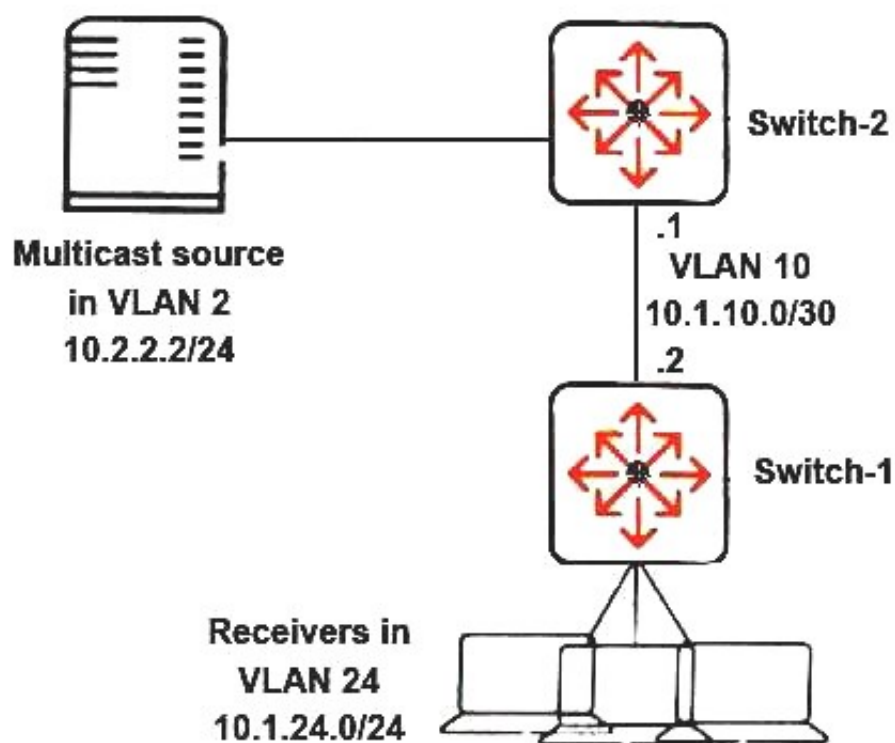 Switch-2
Multicast source
in VLAN 2
10.2.2.2/24
.1
VLAN 10
10.1.10.0/30
.2
Switch-1
Receivers in
VLAN 24
10.1.24.0/24